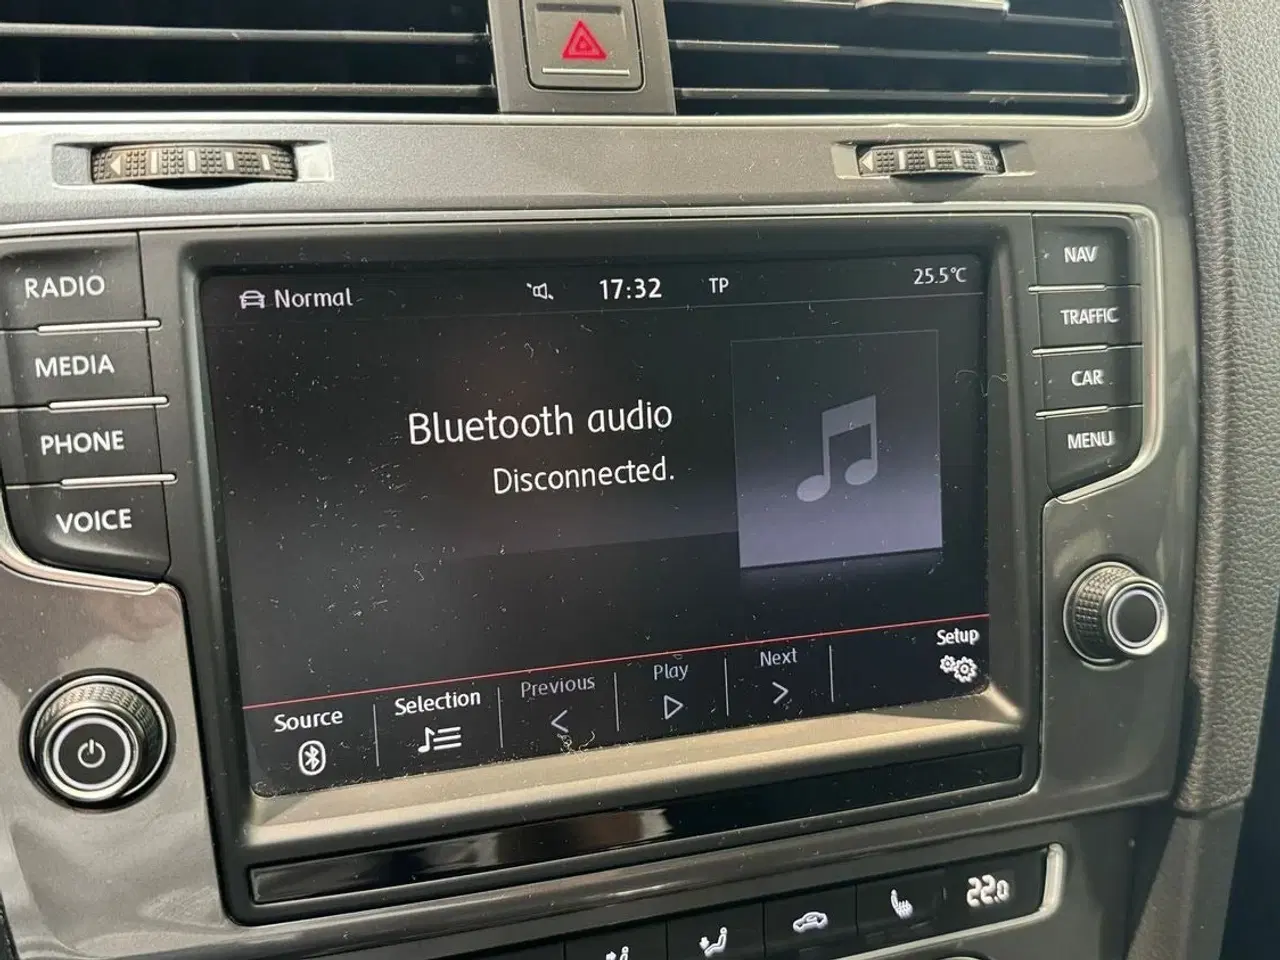 RADIO
MEDIA
PHONE
VOICE
Normal
17:32
TP
25.5°C
Bluetooth audio
Disconnected.
Source
Selection
Previous
Play
Next
Setup
NAV
TRAFFIC
CAR
MENU
22.0